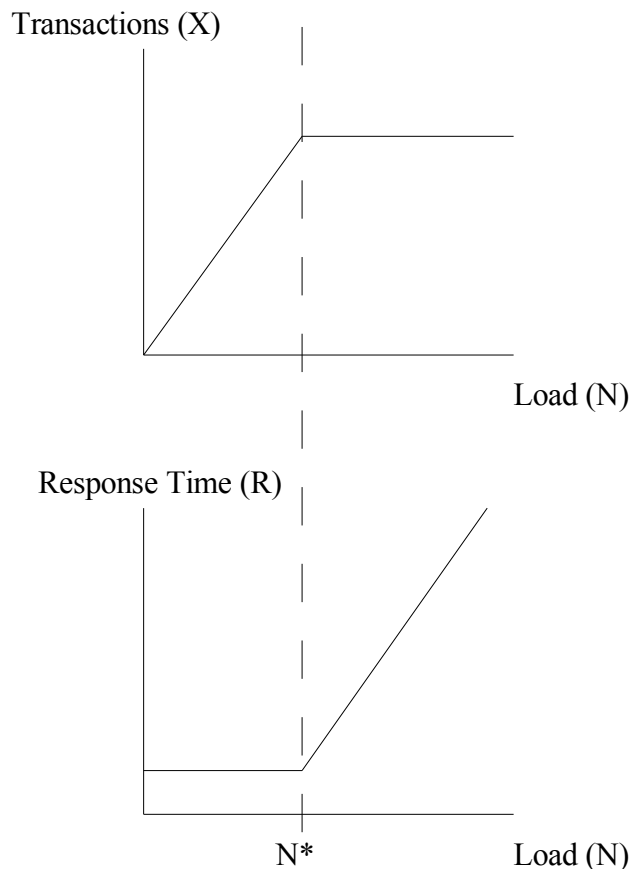 Transactions (X)
Load (N)
Response Time (R)
N*
Load (N)